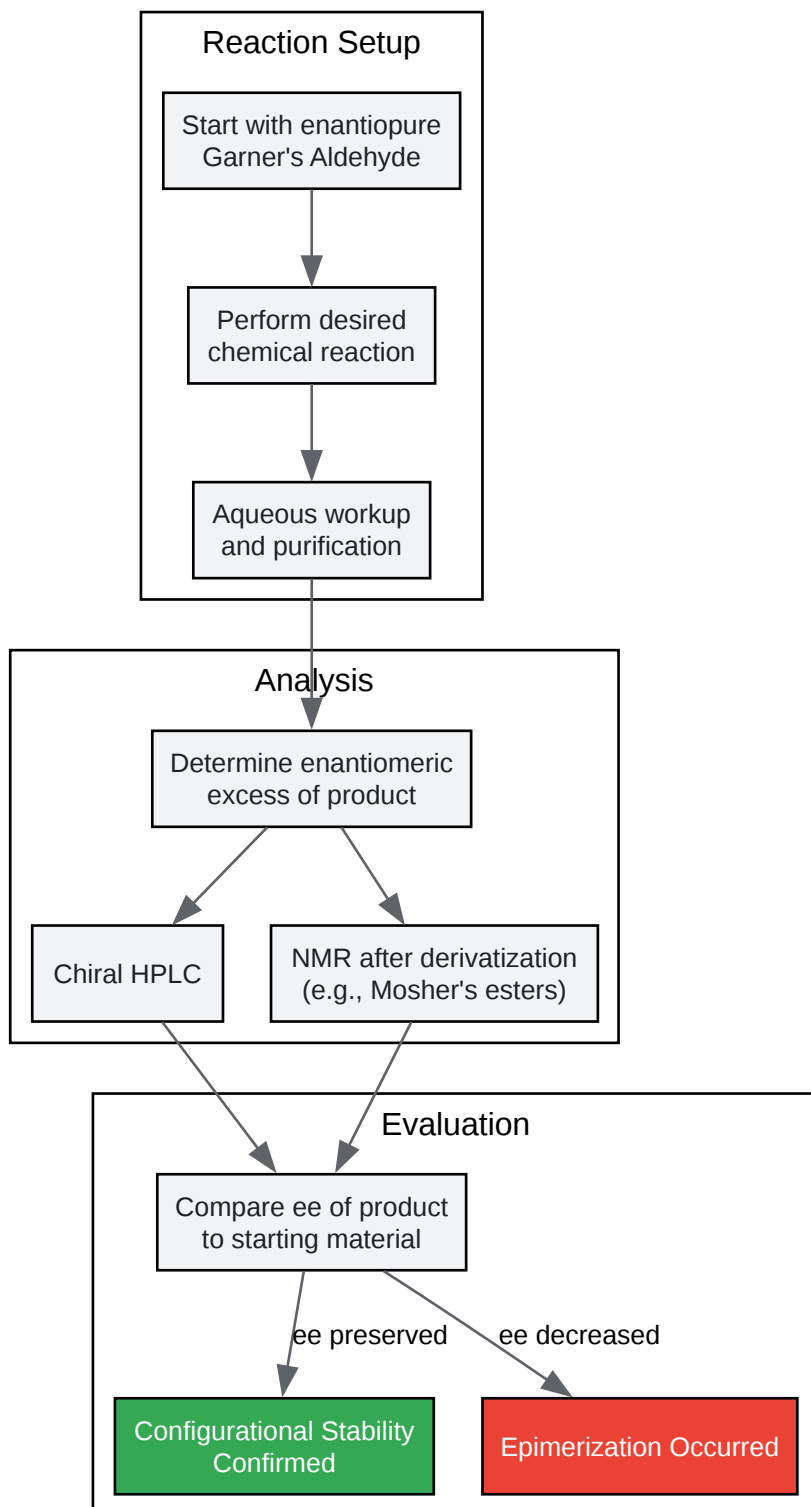 Reaction Setup
Start with enantiopure
Garner's Aldehyde
Perform desired
chemical reaction
Aqueous workup
and purification
Analysis
Determine enantiomeric
excess of product
Chiral HPLC
NMR after derivatization
(e.g., Mosher's esters)
Evaluation
Compare ee of product
to starting material
ee preserved
ee decreased
Configurational Stability
Confirmed
Epimerization Occurred